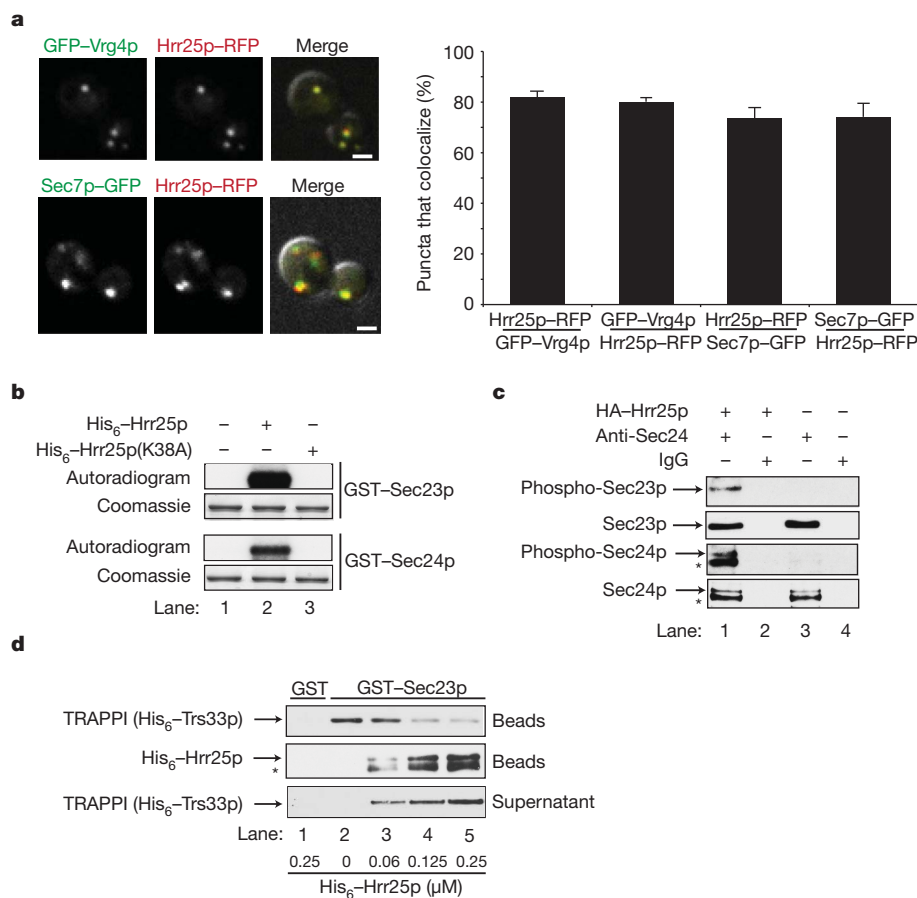 a
GFP–Vrg4p Hrr25p–RFP Merge
Sec7p–GFP Hrr25p–RFP Merge
Puncta that colocalize (%)
100
80
60
40
20
0
Hrr25p–RFP GFP–Vrg4p Hrr25p–RFP Sec7p–GFP
GFP–Vrg4p Hrr25p–RFP Sec7p–GFP Hrr25p–RFP
b
His6–Hrr25p – + –
His6–Hrr25p(K38A) – – +
Autoradiogram
Coomassie
GST–Sec23p
Autoradiogram
Coomassie
GST–Sec24p
Lane: 1 2 3
c
HA–Hrr25p + + – –
Anti-Sec24 + – + –
IgG – + – +
Phospho-Sec23p
Sec23p
Phospho-Sec24p
*
Sec24p
*
Lane: 1 2 3 4
d
GST GST–Sec23p
TRAPPI (His6–Trs33p) Beads
His6–Hrr25p Beads
*
TRAPPI (His6–Trs33p) Supernatant
Lane: 1 2 3 4 5
0.25 0 0.06 0.125 0.25
His6–Hrr25p (µM)